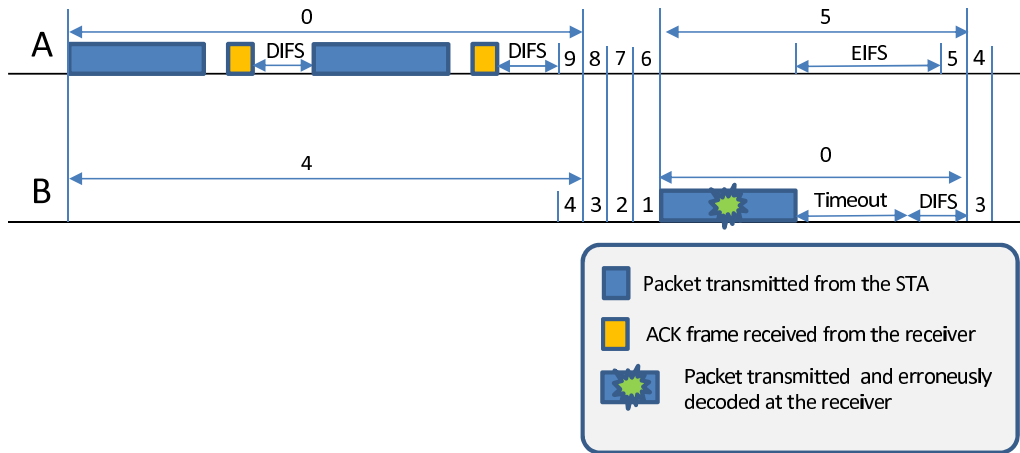 0 5
A DIFS DIFS 9 8 7 6 EIFS 5 4
4 0
B 4 3 2 1 Timeout DIFS 3
Packet transmitted from the STA
ACK frame received from the receiver
Packet transmitted and erroneusly
decoded at the receiver